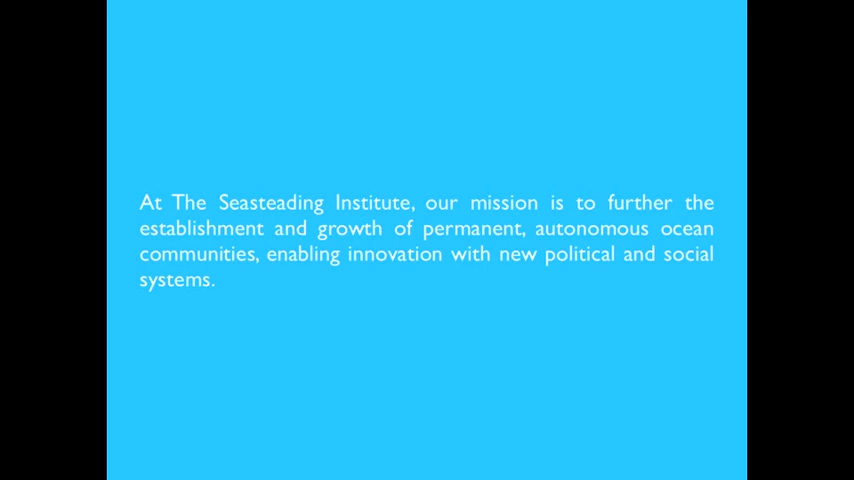 At The Seasteading Institute, our mission is to further the
establishment and growth of permanent, autonomous ocean
communities, enabling innovation with new political and social
systems.